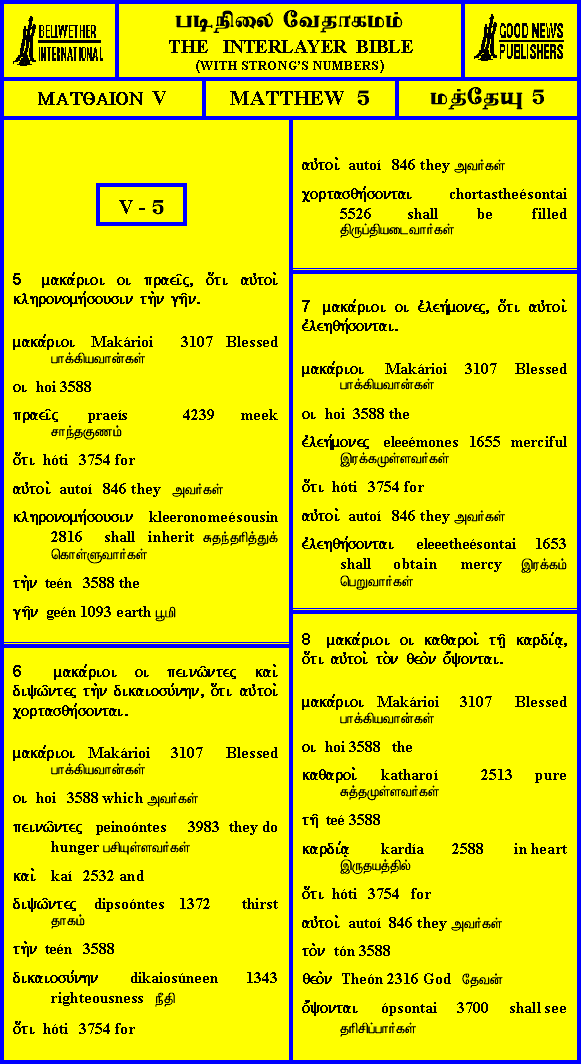 BELLWETHER
INTERNATIONAL
படிநிலை வேதாகமம்
THE INTERLAYER BIBLE
(WITH STRONG'S NUMBERS)
GOOD NEWS
PUBLISHERS
ΜΑΤΘΑΙΟΝ V
MATTHEW 5
மத்தேயு 5
V - 5
5 μακάριοι οι πραεῖς, ὅτι αὐτοὶ
κληρονομήσουσιν τὴν γῆν.
μακάριοι Makárioi 3107 Blessed
பாக்கியவான்கள்
οι hoi 3588
πραεῖς praeís 4239 meek
சாந்தகுணம்
ὅτι hóti 3754 for
αὐτοὶ autoí 846 they அவர்கள்
κληρονομήσουσιν kleeronomeésousin
2816 shall inherit சுதந்தரித்துக்
கொள்ளுவார்கள்
τὴν teén 3588 the
γῆν geén 1093 earth பூமி
6 μακάριοι οι πεινῶντες καὶ
διψῶντες τὴν δικαιοσύνην, ὅτι αὐτοὶ
χορτασθήσονται.
μακάριοι Makárioi 3107 Blessed
பாக்கியவான்கள்
οι hoi 3588 which அவர்கள்
πεινῶντες peinoóntes 3983 they do
hunger பசியுள்ளவர்கள்
καὶ kaí 2532 and
διψῶντες dipsoóntes 1372 thirst
தாகம்
τὴν teén 3588
δικαιοσύνην dikaiosúneen 1343
righteousness நீதி
ὅτι hóti 3754 for
αὐτοὶ autoí 846 they அவர்கள்
χορτασθήσονται chortastheésontai
5526 shall be filled
திருப்தியடைவார்கள்
7 μακάριοι οι ἐλεήμονες, ὅτι αὐτοὶ
ἐλεηθήσονται.
μακάριοι Makárioi 3107 Blessed
பாக்கியவான்கள்
οι hoi 3588 the
ἐλεήμονες eleeémones 1655 merciful
இரக்கமுள்ளவர்கள்
ὅτι hóti 3754 for
αὐτοὶ autoí 846 they அவர்கள்
ἐλεηθήσονται eleeetheésontai 1653
shall obtain mercy இரக்கம்
பெறுவார்கள்
8 μακάριοι οι καθαροὶ τῇ καρδίᾳ,
ὅτι αὐτοὶ τὸν θεὸν ὄψονται.
μακάριοι Makárioi 3107 Blessed
பாக்கியவான்கள்
οι hoi 3588 the
καθαροὶ katharoí 2513 pure
சுத்தமுள்ளவர்கள்
τῇ teé 3588
καρδίᾳ kardía 2588 in heart
இருதயத்தில்
ὅτι hóti 3754 for
αὐτοὶ autoí 846 they அவர்கள்
τὸν tón 3588
θεὸν Theón 2316 God தேவன்
ὄψονται ópsontai 3700 shall see
தரிசிப்பார்கள்